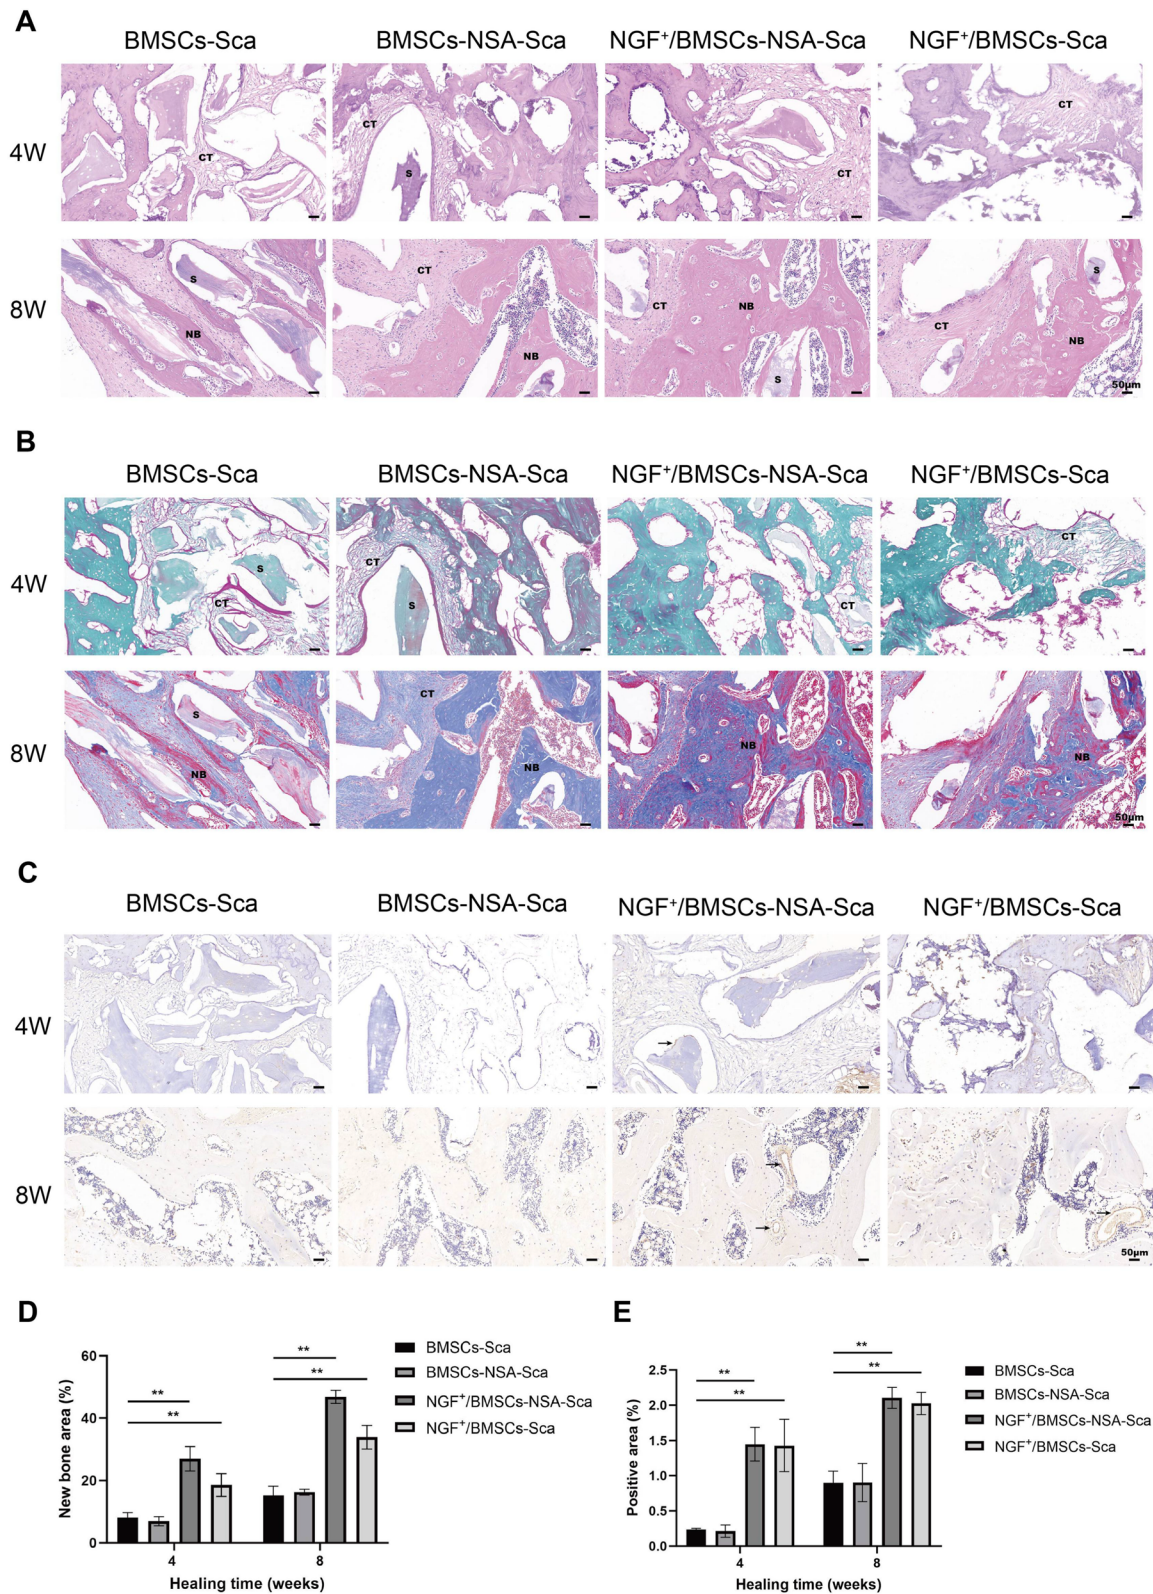 A
BMSCs-Sca BMSCs-NSA-Sca NGF⁺/BMSCs-NSA-Sca NGF⁺/BMSCs-Sca
4W
CT CT S CT CT
8W
S NB CT NB CT NB S CT S NB
50μm
B
BMSCs-Sca BMSCs-NSA-Sca NGF⁺/BMSCs-NSA-Sca NGF⁺/BMSCs-Sca
4W
S CT CT S CT CT
8W
S NB CT NB NB NB
50μm
C
BMSCs-Sca BMSCs-NSA-Sca NGF⁺/BMSCs-NSA-Sca NGF⁺/BMSCs-Sca
4W
8W
50μm
D
New bone area (%)
60
40
20
0
** ** ** **
4 8
Healing time (weeks)
BMSCs-Sca
BMSCs-NSA-Sca
NGF⁺/BMSCs-NSA-Sca
NGF⁺/BMSCs-Sca
E
Positive area (%)
2.5
2.0
1.5
1.0
0.5
0.0
** ** ** **
4 8
Healing time (weeks)
BMSCs-Sca
BMSCs-NSA-Sca
NGF⁺/BMSCs-NSA-Sca
NGF⁺/BMSCs-Sca